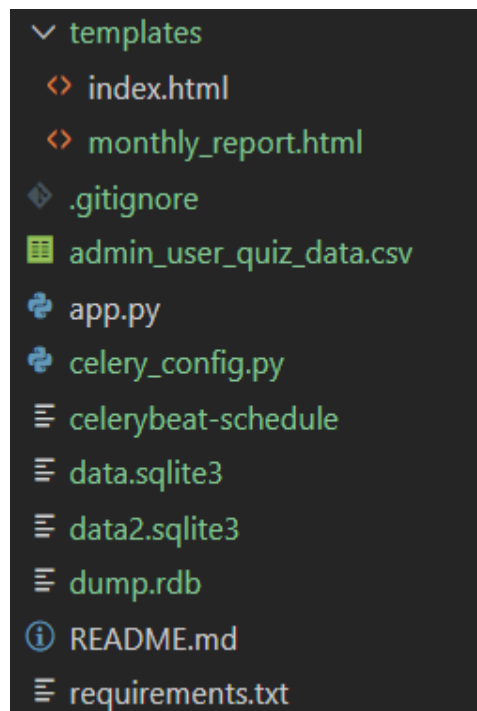 templates
index.html
monthly_report.html
.gitignore
admin_user_quiz_data.csv
app.py
celery_config.py
celerybeat-schedule
data.sqlite3
data2.sqlite3
dump.rdb
README.md
requirements.txt